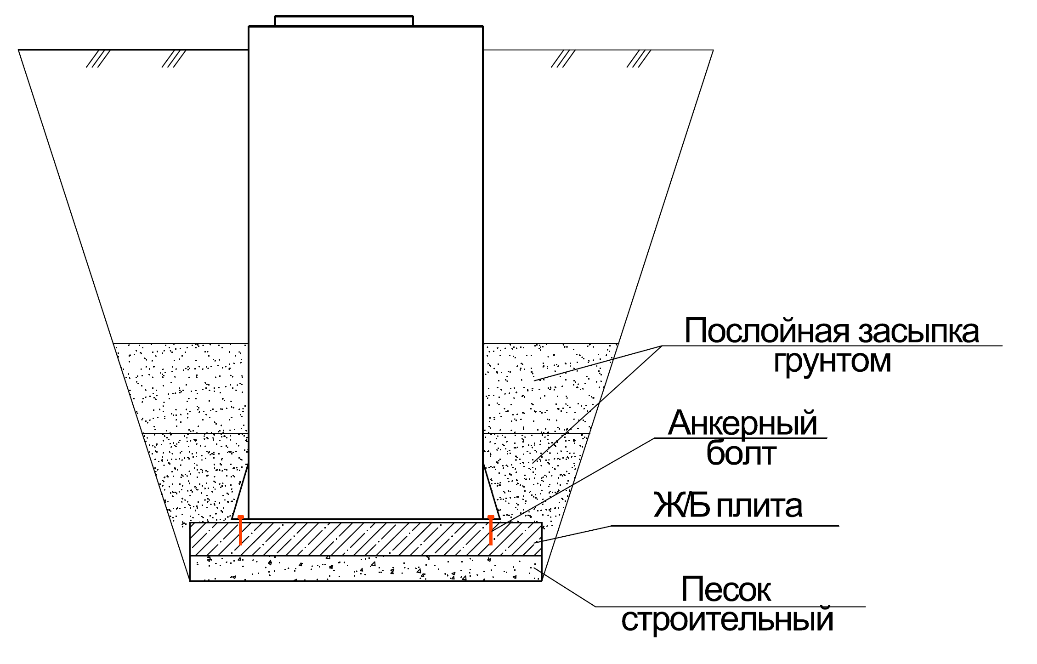 Послойная засыпка
грунтом
Анкерный
болт
Ж/Б плита
Песок
строительный